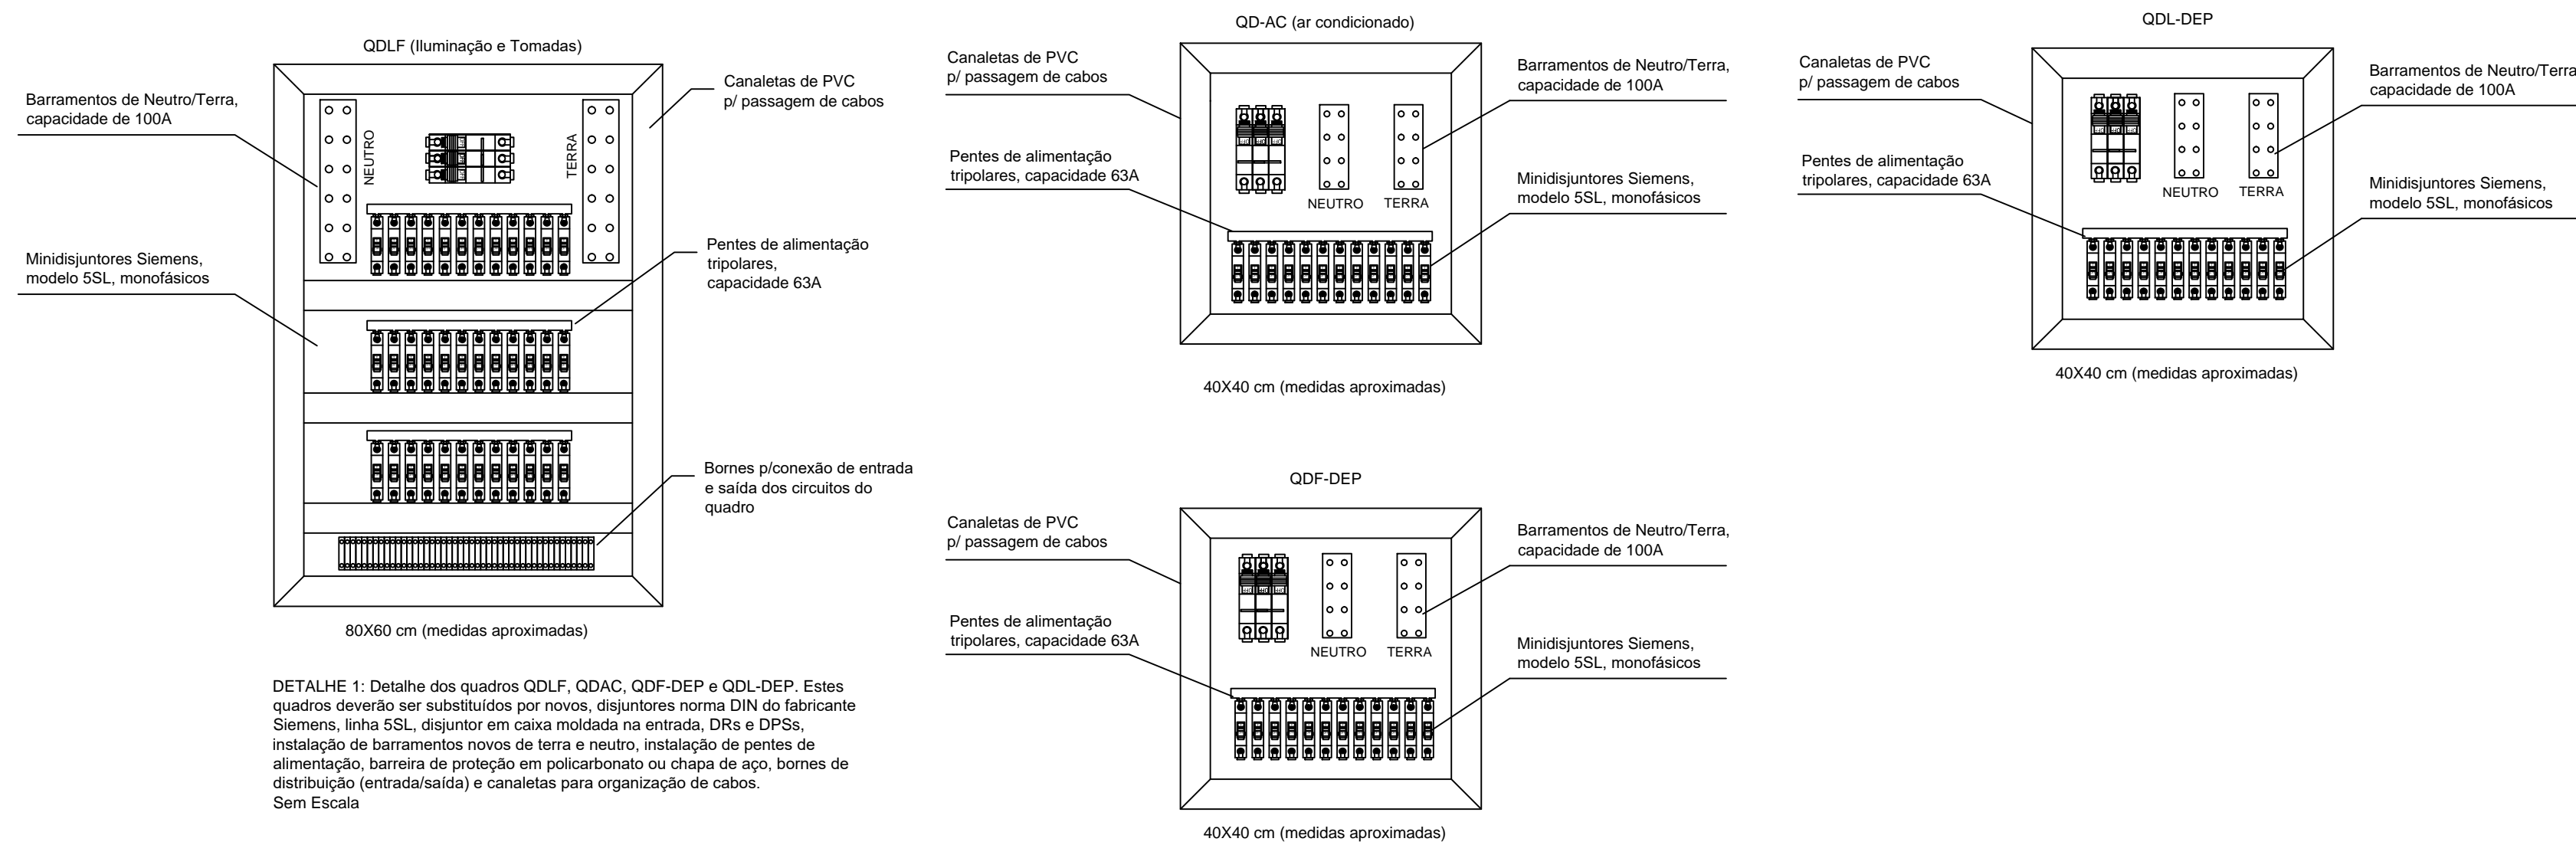 QDLF (Iluminação e Tomadas)
Barramentos de Neutro/Terra,
capacidade de 100A
Canaletas de PVC
p/ passagem de cabos
NEUTRO
TERRA
Minidisjuntores Siemens,
modelo 5SL, monofásicos
Pentes de alimentação
tripolares,
capacidade 63A
Bornes p/conexão de entrada
e saída dos circuitos do
quadro
80X60 cm (medidas aproximadas)
DETALHE 1: Detalhe dos quadros QDLF, QDAC, QDF-DEP e QDL-DEP. Estes
quadros deverão ser substituídos por novos, disjuntores norma DIN do fabricante
Siemens, linha 5SL, disjuntor em caixa moldada na entrada, DRs e DPSs,
instalação de barramentos novos de terra e neutro, instalação de pentes de
alimentação, barreira de proteção em policarbonato ou chapa de aço, bornes de
distribuição (entrada/saída) e canaletas para organização de cabos.
Sem Escala
QD-AC (ar condicionado)
Canaletas de PVC
p/ passagem de cabos
Barramentos de Neutro/Terra,
capacidade de 100A
Pentes de alimentação
tripolares, capacidade 63A
Minidisjuntores Siemens,
modelo 5SL, monofásicos
NEUTRO
TERRA
40X40 cm (medidas aproximadas)
QDF-DEP
Canaletas de PVC
p/ passagem de cabos
Barramentos de Neutro/Terra,
capacidade de 100A
Pentes de alimentação
tripolares, capacidade 63A
Minidisjuntores Siemens,
modelo 5SL, monofásicos
NEUTRO
TERRA
40X40 cm (medidas aproximadas)
QDL-DEP
Canaletas de PVC
p/ passagem de cabos
Barramentos de Neutro/Terra
capacidade de 100A
Pentes de alimentação
tripolares, capacidade 63A
Minidisjuntores Siemens,
modelo 5SL, monofásicos
NEUTRO
TERRA
40X40 cm (medidas aproximadas)